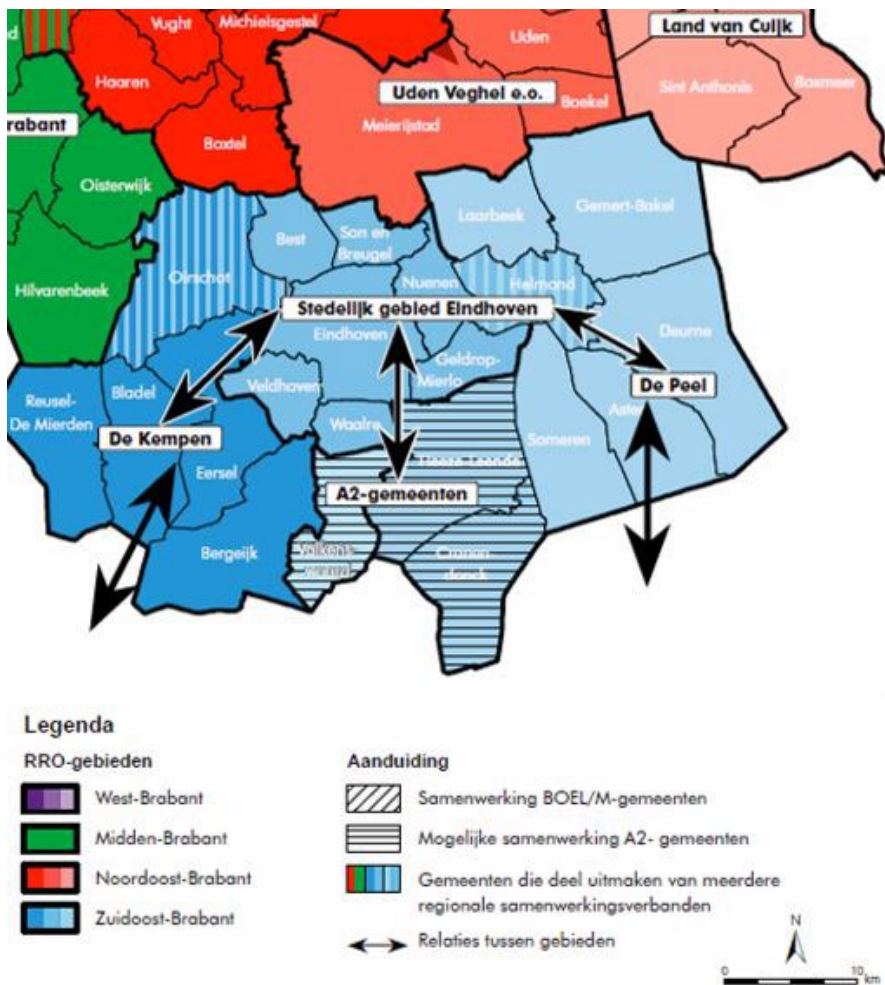 Vught
Michielsgestel
Uden
Land van Cuijk
Haaren
Sint Anthonis
Boxmeer
Uden Veghel e.o.
Boekel
Meierijstad
Boxtel
Oisterwijk
Laarbeek
Gemert-Bakel
Best
Son en
Breugel
Oirschot
Nuenen
Helmond
Hilvarenbeek
Stedelijk gebied Eindhoven
Eindhoven
Deurne
Geldrop-
Mierlo
Reusel-
De Mierden
Bladel
Veldhoven
De Peel
Waalre
De Kempen
Someren
Eersel
A2-gemeenten
Bergeijk
Legenda
RRO-gebieden
West-Brabant
Midden-Brabant
Noordoost-Brabant
Zuidoost-Brabant
Aanduiding
Samenwerking BOEL/M-gemeenten
Mogelijke samenwerking A2- gemeenten
Gemeenten die deel uitmaken van meerdere
regionale samenwerkingsverbanden
Relaties tussen gebieden
N
0 10
km